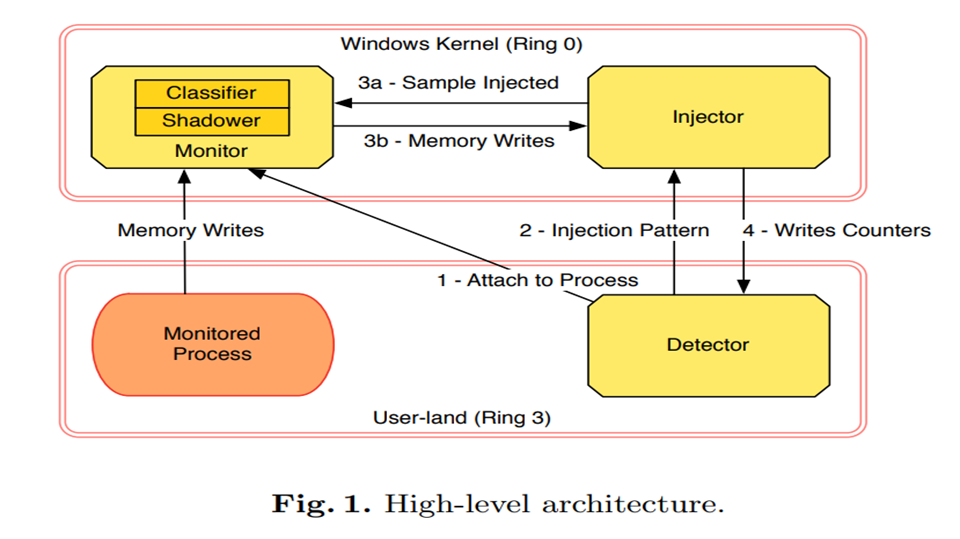 Windows Kernel (Ring 0)
Classifier
Shadower
Monitor
3a - Sample Injected
3b - Memory Writes
Injector
Memory Writes
2 - Injection Pattern
4 - Writes Counters
1 - Attach to Process
Monitored
Process
Detector
User-land (Ring 3)
Fig. 1. High-level architecture.